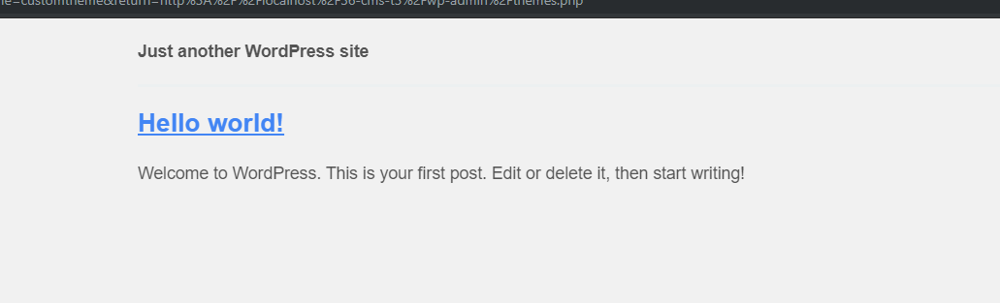 me=customtheme&return=http%3A%2F%2Flocalhost%2F36-cms-t3%2Fwp-admin%2Fthemes.php
Just another WordPress site
Hello world!
Welcome to WordPress. This is your first post. Edit or delete it, then start writing!